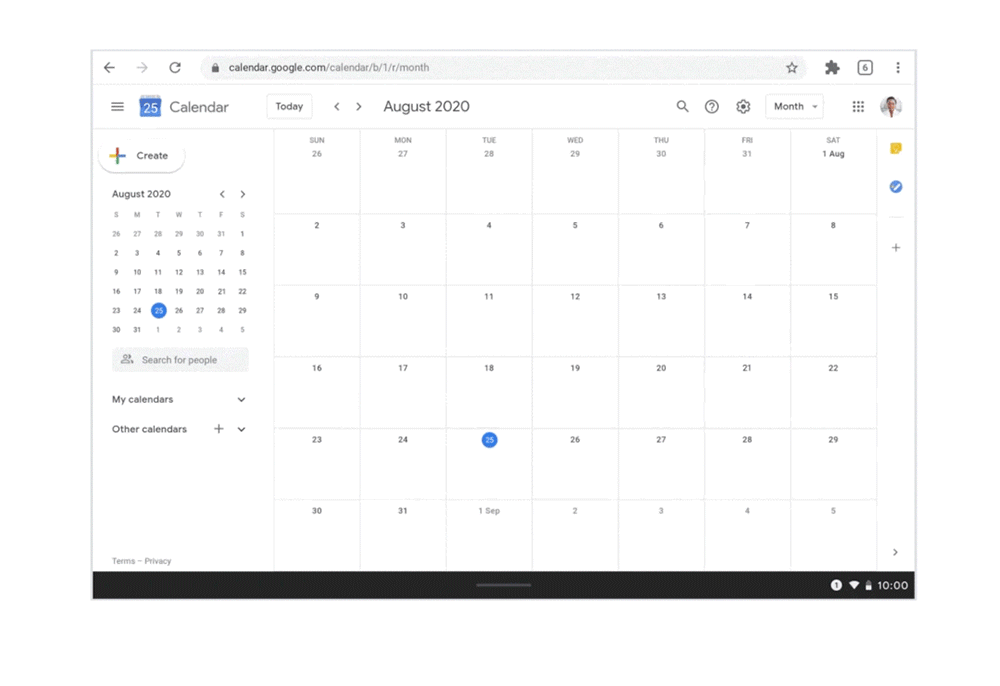 calendar.google.com/calendar/b/1/r/month
6
25 Calendar Today August 2020 Month
Create
August 2020
S M T W T F S
26 27 28 29 30 31 1
2 3 4 5 6 7 8
9 10 11 12 13 14 15
16 17 18 19 20 21 22
23 24 25 26 27 28 29
30 31 1 2 3 4 5
Search for people
My calendars
Other calendars
Terms – Privacy
SUN MON TUE WED THU FRI SAT
26 27 28 29 30 31 1 Aug
2 3 4 5 6 7 8
9 10 11 12 13 14 15
16 17 18 19 20 21 22
23 24 25 26 27 28 29
30 31 1 Sep 2 3 4 5
1 10:00